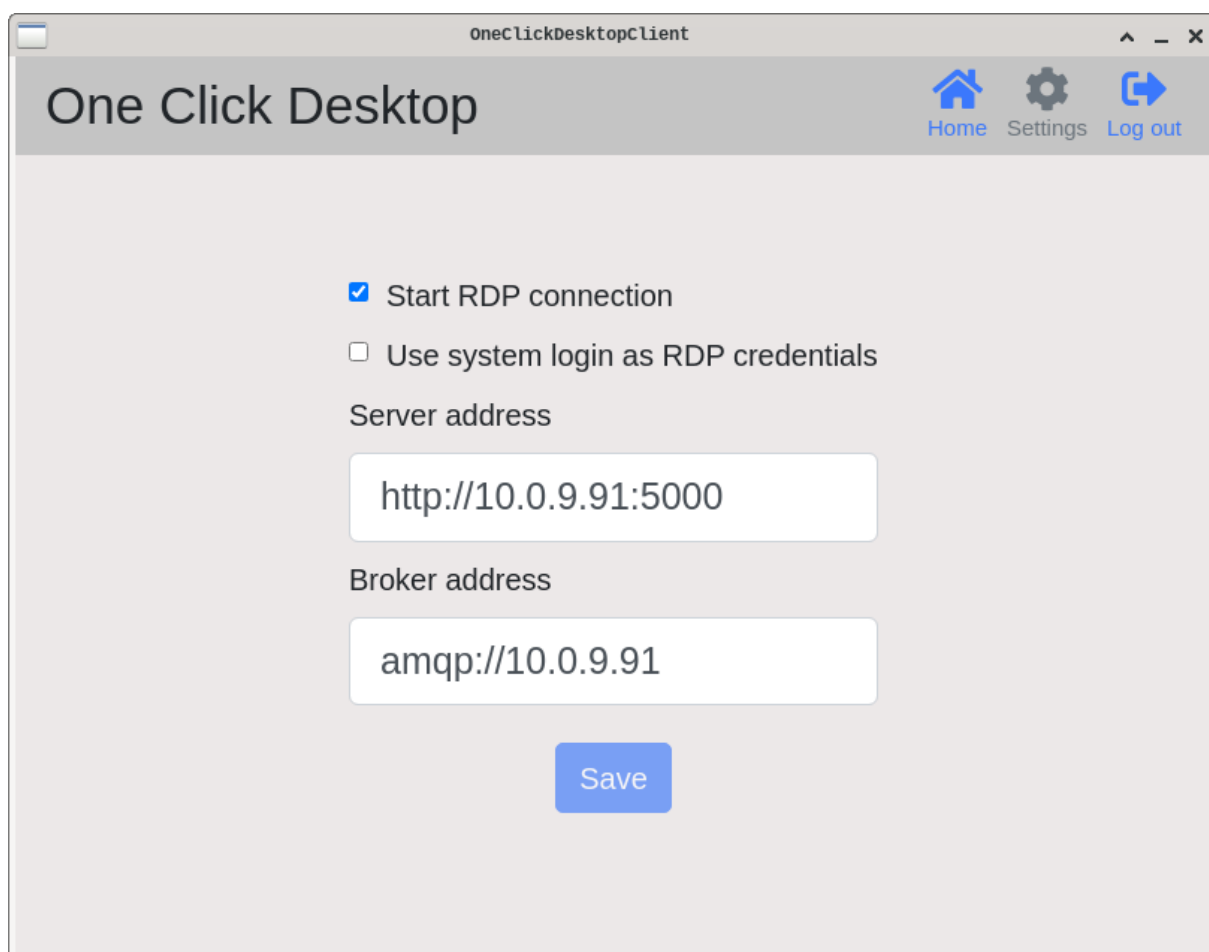 OneClickDesktopClient
One Click Desktop
Home Settings Log out
Start RDP connection
Use system login as RDP credentials
Server address
http://10.0.9.91:5000
Broker address
amqp://10.0.9.91
Save